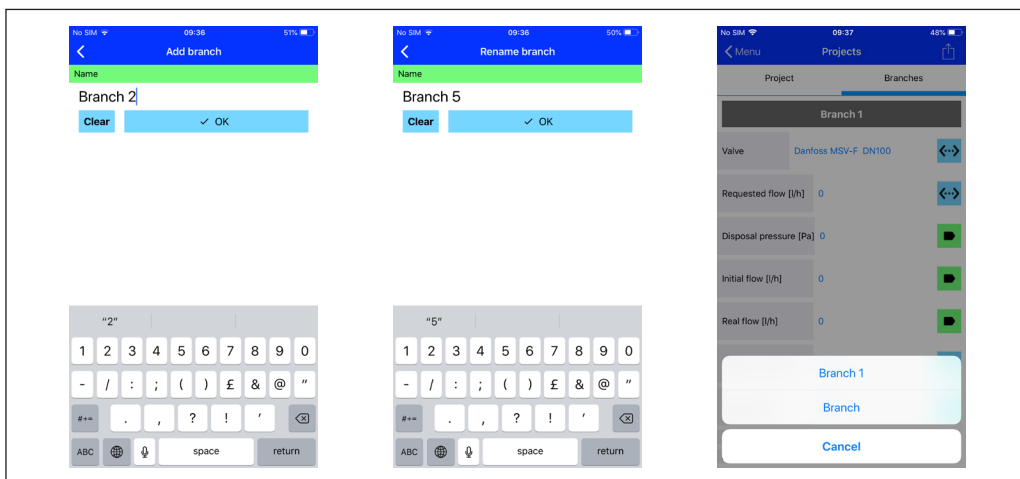 No SIM 09:36 51%
Add branch
Name
Branch 2
Clear ✓ OK
"2"
1 2 3 4 5 6 7 8 9 0
- / : ; ( ) £ & @ "
#+= . , ? ! '
ABC space return
No SIM 09:36 50%
Rename branch
Name
Branch 5
Clear ✓ OK
"5"
1 2 3 4 5 6 7 8 9 0
- / : ; ( ) £ & @ "
#+= . , ? ! '
ABC space return
No SIM 09:37 48%
Menu Projects
Project Branches
Branch 1
Valve Danfoss MSV-F DN100
Requested flow [l/h] 0
Disposal pressure [Pa] 0
Initial flow [l/h] 0
Real flow [l/h] 0
Branch 1
Branch
Cancel